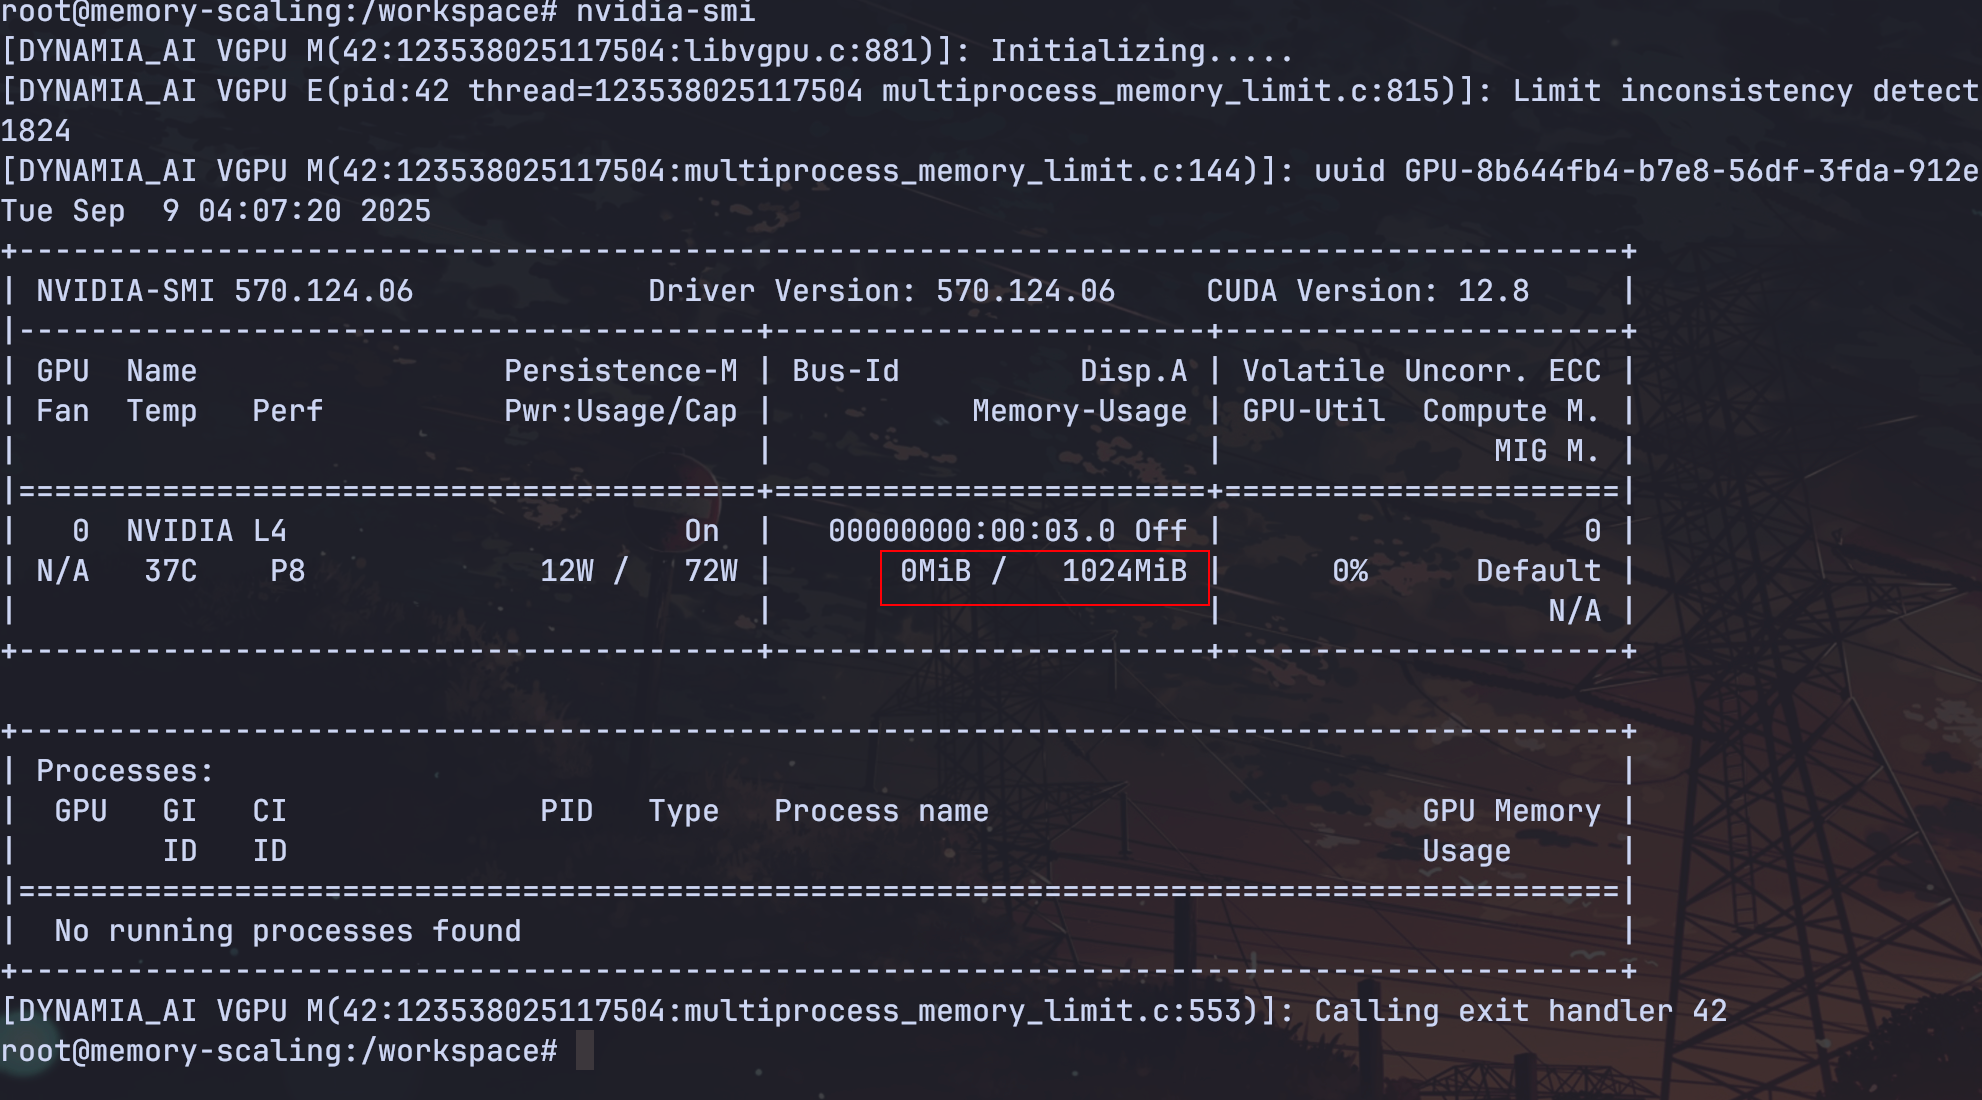 root@memory-scaling:/workspace# nvidia-smi
[DYNAMIA_AI VGPU M(42:123538025117504:libvgpu.c:881)]: Initializing.....
[DYNAMIA_AI VGPU E(pid:42 thread=123538025117504 multiprocess_memory_limit.c:815)]: Limit inconsistency detect
1824
[DYNAMIA_AI VGPU M(42:123538025117504:multiprocess_memory_limit.c:144)]: uuid GPU-8b644fb4-b7e8-56df-3fda-912e
Tue Sep  9 04:07:20 2025
+-----------------------------------------------------------------------------------------+
| NVIDIA-SMI 570.124.06             Driver Version: 570.124.06     CUDA Version: 12.8     |
|-----------------------------------------+------------------------+----------------------+
| GPU  Name                 Persistence-M | Bus-Id          Disp.A | Volatile Uncorr. ECC |
| Fan  Temp   Perf          Pwr:Usage/Cap |           Memory-Usage | GPU-Util  Compute M. |
|                                         |                        |               MIG M. |
|=========================================+========================+======================|
|   0  NVIDIA L4                      On  |   00000000:00:03.0 Off |                    0 |
| N/A   37C    P8             12W /   72W |       0MiB /   1024MiB |      0%      Default |
|                                         |                        |                  N/A |
+-----------------------------------------+------------------------+----------------------+
+-----------------------------------------------------------------------------------------+
| Processes:                                                                              |
|  GPU   GI   CI              PID   Type   Process name                        GPU Memory |
|        ID   ID                                                               Usage      |
|=========================================================================================|
|  No running processes found                                                             |
+-----------------------------------------------------------------------------------------+
[DYNAMIA_AI VGPU M(42:123538025117504:multiprocess_memory_limit.c:553)]: Calling exit handler 42
root@memory-scaling:/workspace#